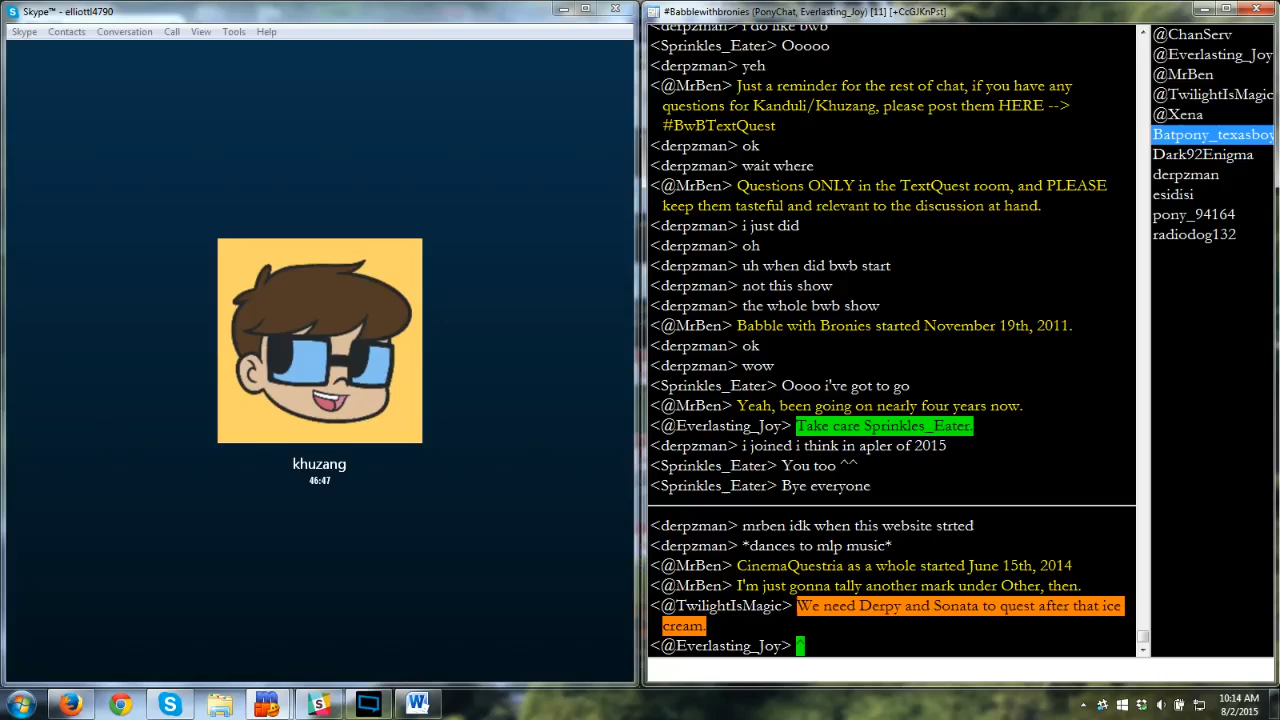 Skype™ - elliottl4790
Skype Contacts Conversation Call View Tools Help
khuzang
46:47
#Babblewithbronies (PonyChat, Everlasting_Joy) [11] [+CcGJKnPst]
<derpzman> i do like bwb
<Sprinkles_Eater> Ooooo
<derpzman> yeh
<@MrBen> Just a reminder for the rest of chat, if you have any
questions for Kanduli/Khuzang, please post them HERE -->
#BwBTextQuest
<derpzman> ok
<derpzman> wait where
<@MrBen> Questions ONLY in the TextQuest room, and PLEASE
keep them tasteful and relevant to the discussion at hand.
<derpzman> i just did
<derpzman> oh
<derpzman> uh when did bwb start
<derpzman> not this show
<derpzman> the whole bwb show
<@MrBen> Babble with Bronies started November 19th, 2011.
<derpzman> ok
<derpzman> wow
<Sprinkles_Eater> Oooo i've got to go
<@MrBen> Yeah, been going on nearly four years now.
<@Everlasting_Joy> Take care Sprinkles_Eater.
<derpzman> i joined i think in apler of 2015
<Sprinkles_Eater> You too ^^
<Sprinkles_Eater> Bye everyone
<derpzman> mrben idk when this website strted
<derpzman> *dances to mlp music*
<@MrBen> CinemaQuestria as a whole started June 15th, 2014
<@MrBen> I'm just gonna tally another mark under Other, then.
<@TwilightIsMagic> We need Derpy and Sonata to quest after that ice
cream.
<@Everlasting_Joy> ^
@ChanServ
@Everlasting_Joy
@MrBen
@TwilightIsMagic
@Xena
Batpony_texasboy
Dark92Enigma
derpzman
esidisi
pony_94164
radiodog132
10:14 AM
8/2/2015